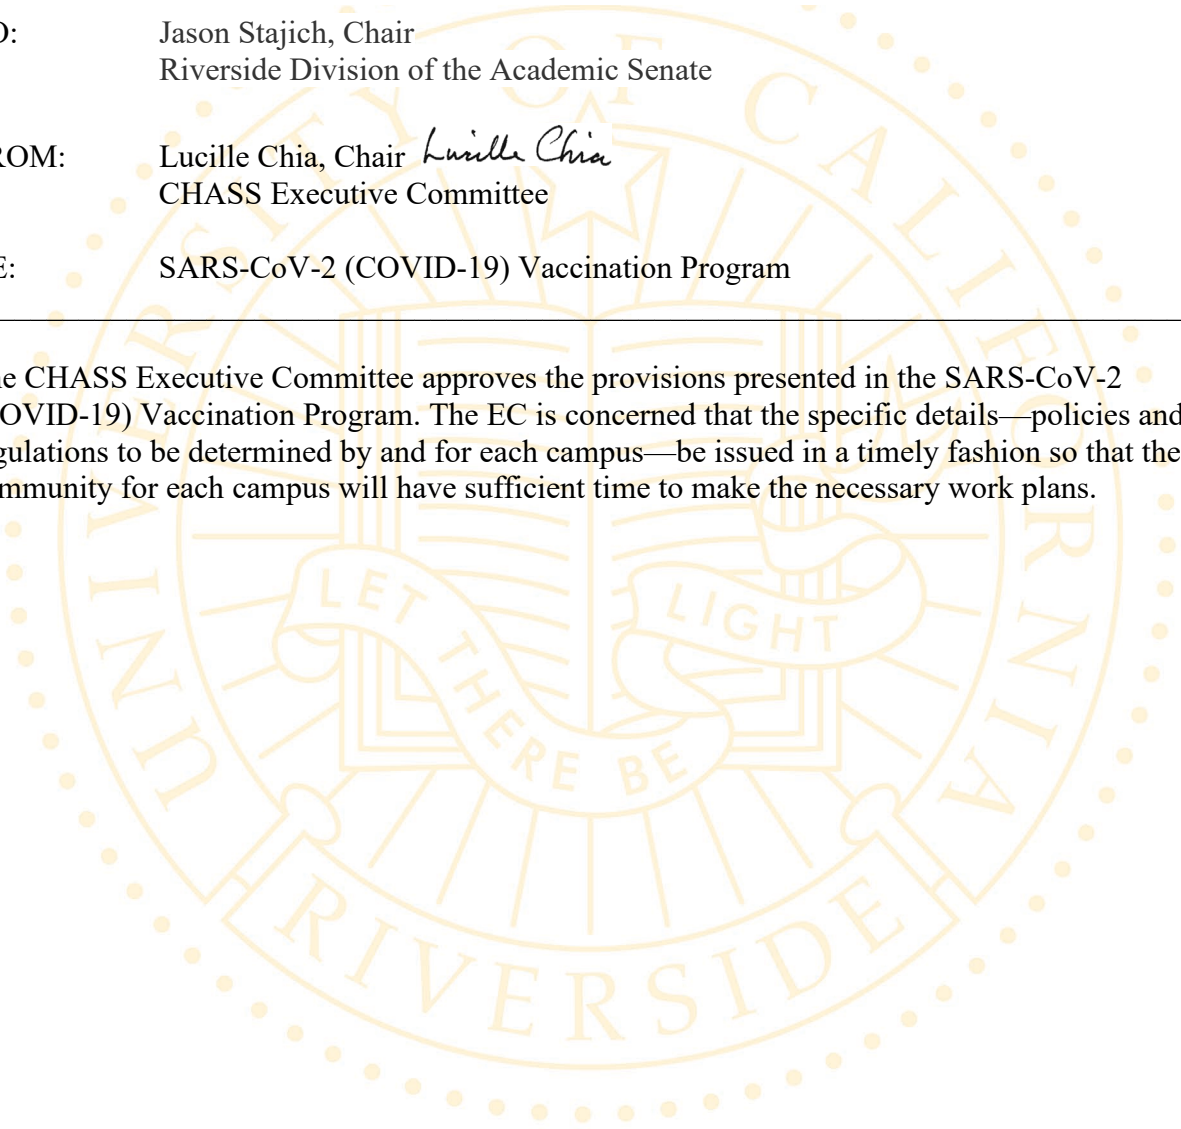 O:
Jason Stajich, Chair
Riverside Division of the Academic Senate
ROM:
Lucille Chia, Chair Lucille Chia
CHASS Executive Committee
E:
SARS-CoV-2 (COVID-19) Vaccination Program
he CHASS Executive Committee approves the provisions presented in the SARS-CoV-2
OVID-19) Vaccination Program. The EC is concerned that the specific details—policies and
gulations to be determined by and for each campus—be issued in a timely fashion so that the
mmunity for each campus will have sufficient time to make the necessary work plans.
UNIVERSITY OF CALIFORNIA
LET THERE BE LIGHT
RIVERSIDE